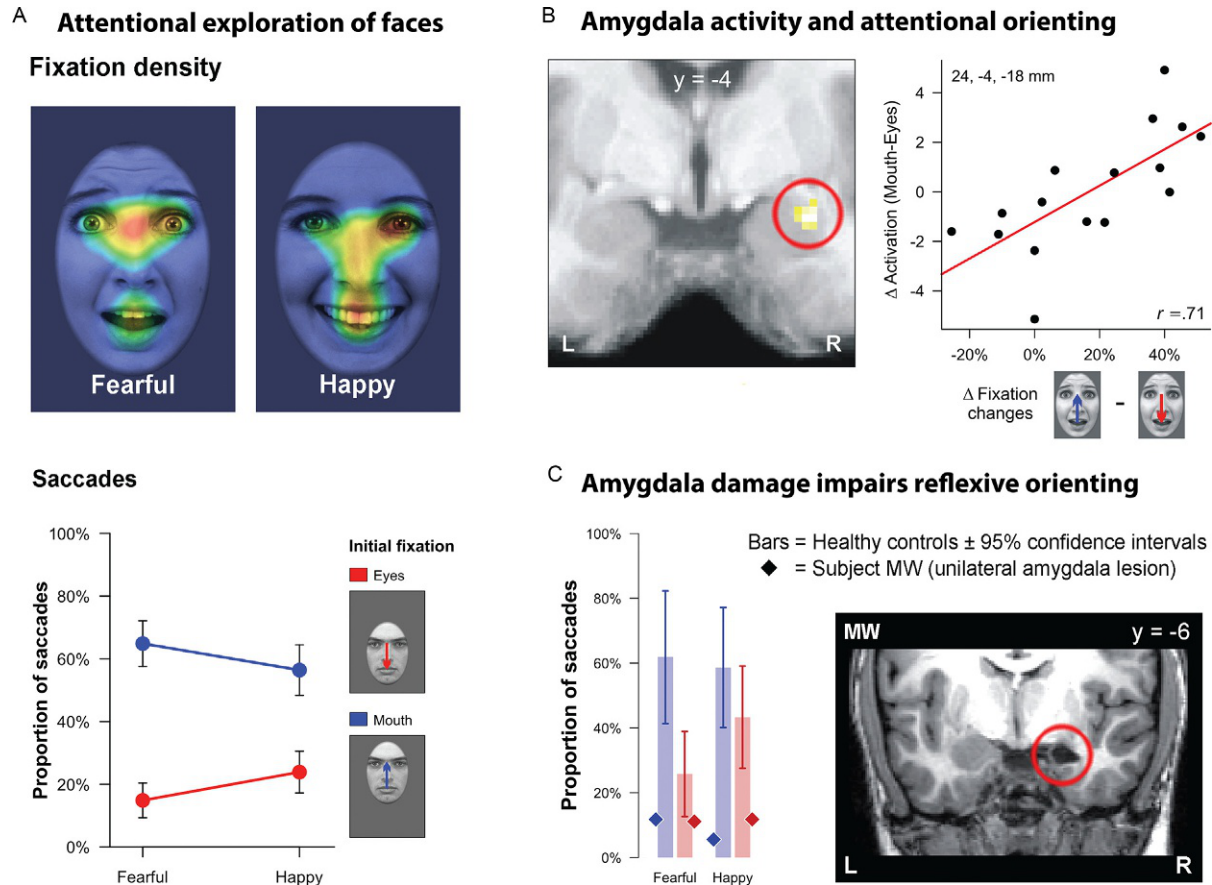 A
Attentional exploration of faces
Fixation density
Fearful
Happy
Saccades
100%
80%
60%
40%
20%
0%
Proportion of saccades
Fearful
Happy
Initial fixation
Eyes
Mouth
B
Amygdala activity and attentional orienting
y = -4
L
R
24, -4, -18 mm
4
2
0
-2
-4
Δ Activation (Mouth-Eyes)
r =.71
-20%
0%
20%
40%
Δ Fixation
changes
-
C
Amygdala damage impairs reflexive orienting
100%
80%
60%
40%
20%
0%
Proportion of saccades
Fearful
Happy
Bars = Healthy controls ± 95% confidence intervals
= Subject MW (unilateral amygdala lesion)
MW
y = -6
L
R